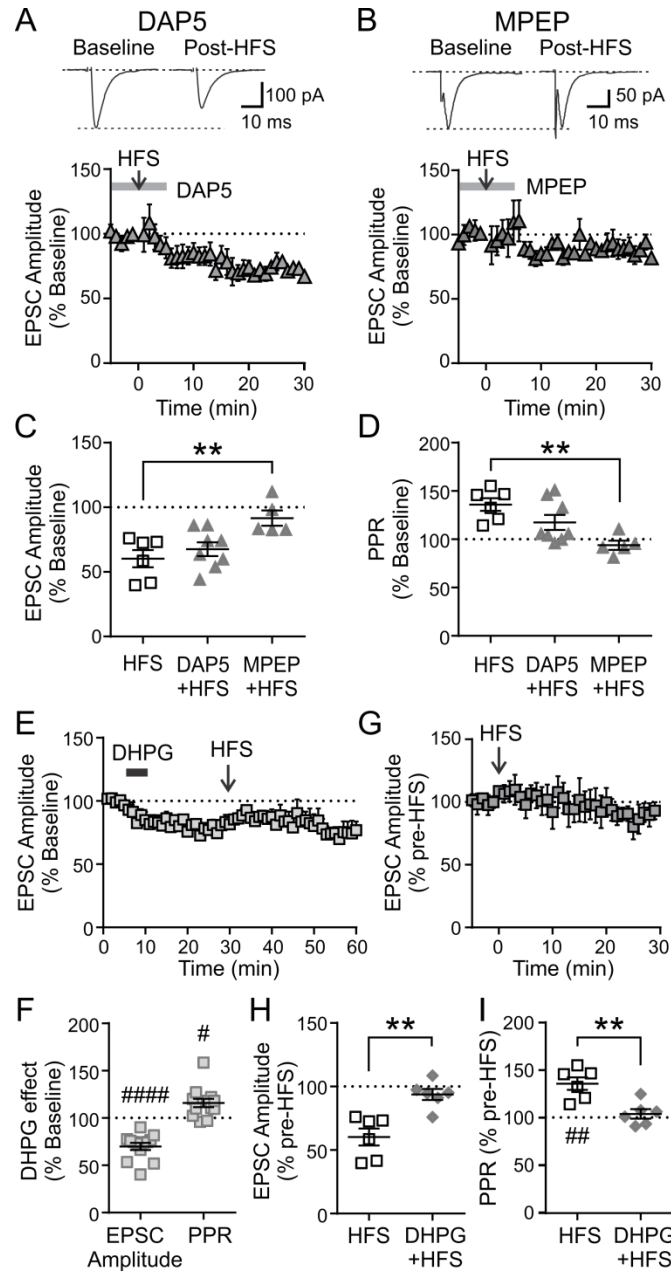 A DAP5
Baseline Post-HFS
100 pA
10 ms
HFS
DAP5
EPSC Amplitude
(% Baseline)
150
100
50
0
0 10 20 30
Time (min)
B MPEP
Baseline Post-HFS
50 pA
10 ms
HFS
MPEP
EPSC Amplitude
(% Baseline)
150
100
50
0
0 10 20 30
Time (min)
C
**
EPSC Amplitude
(% Baseline)
150
100
50
0
HFS DAP5 MPEP
+HFS +HFS
D
**
PPR
(% Baseline)
200
150
100
50
0
HFS DAP5 MPEP
+HFS +HFS
E
DHPG HFS
EPSC Amplitude
(% Baseline)
150
100
50
0
0 10 20 30 40 50 60
Time (min)
G
HFS
EPSC Amplitude
(% pre-HFS)
150
100
50
0
0 10 20 30
Time (min)
F
#
####
DHPG effect
(% Baseline)
200
150
100
50
0
EPSC PPR
Amplitude
H
**
EPSC Amplitude
(% pre-HFS)
150
100
50
0
HFS DHPG
+HFS
I
**
##
PPR (% pre-HFS)
200
150
100
50
0
HFS DHPG
+HFS